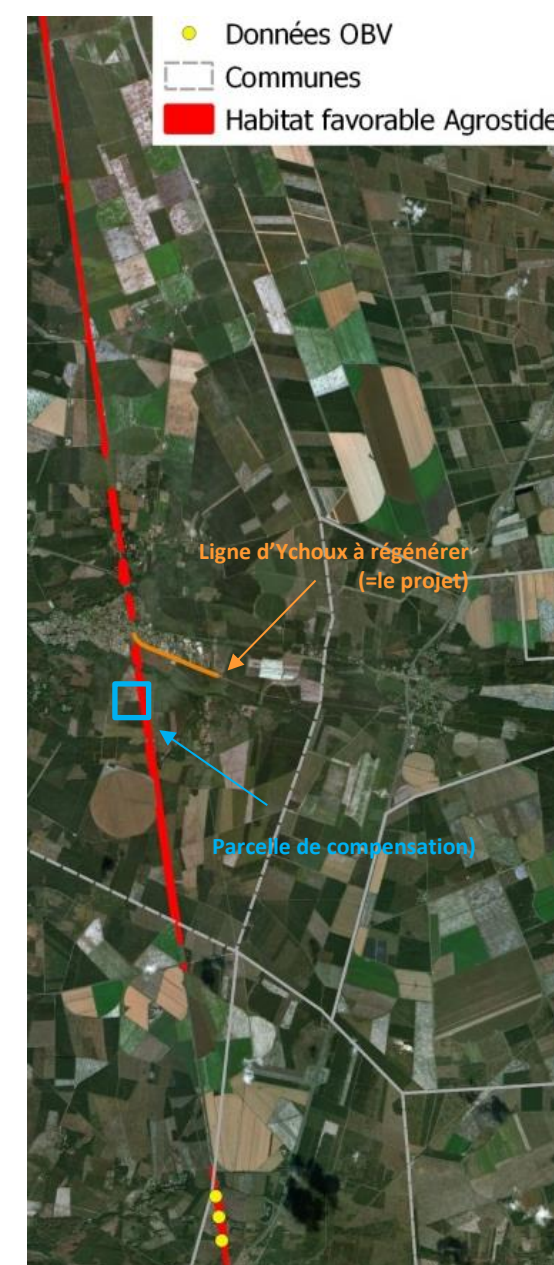 Données OBV
Communes
Habitat favorable Agrostide
Ligne d'Ychoux à régénérer
(=le projet)
Parcelle de compensation)